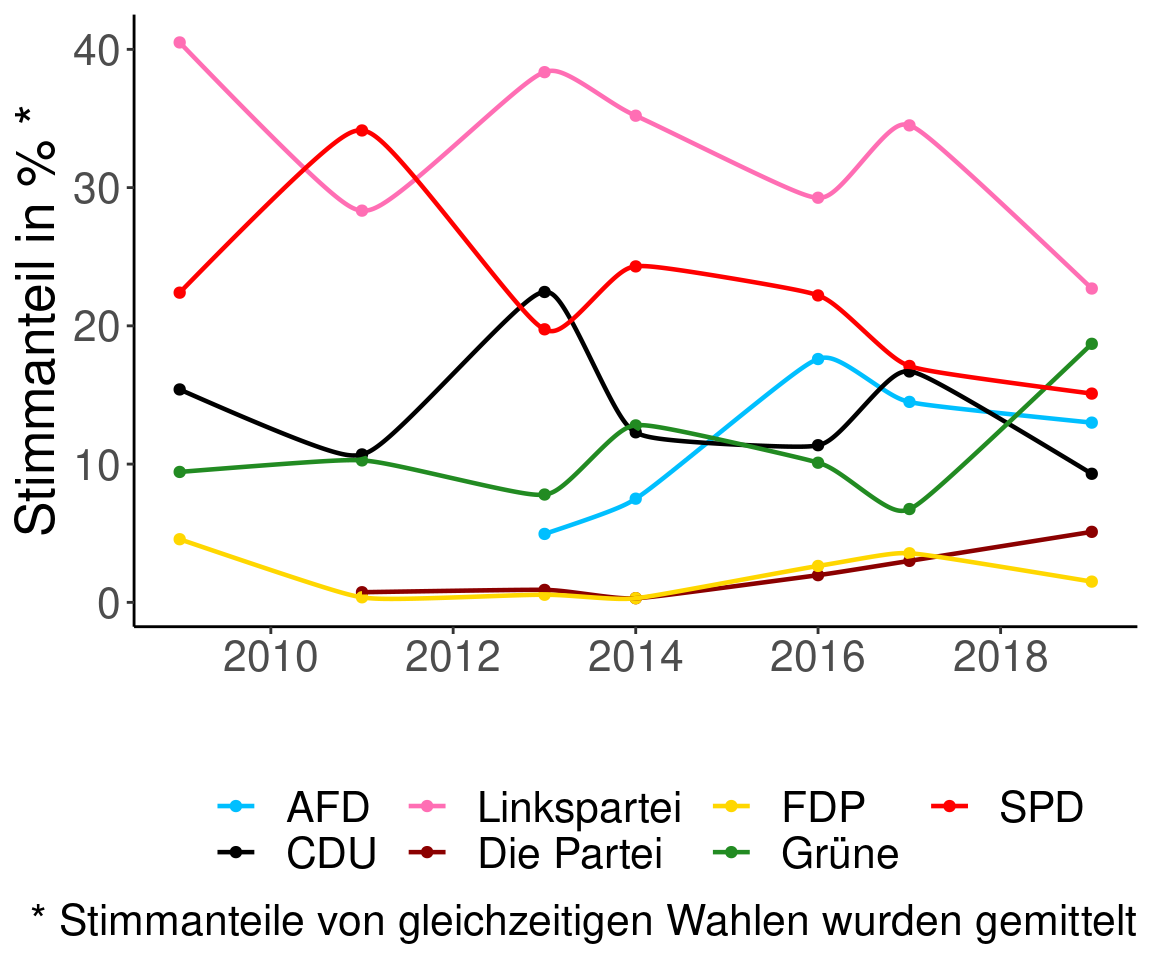 Stimmanteil in % *
40
30
20
10
0
2010 2012 2014 2016 2018
AFD Linkspartei FDP SPD
CDU Die Partei Grüne
* Stimmanteile von gleichzeitigen Wahlen wurden gemittelt